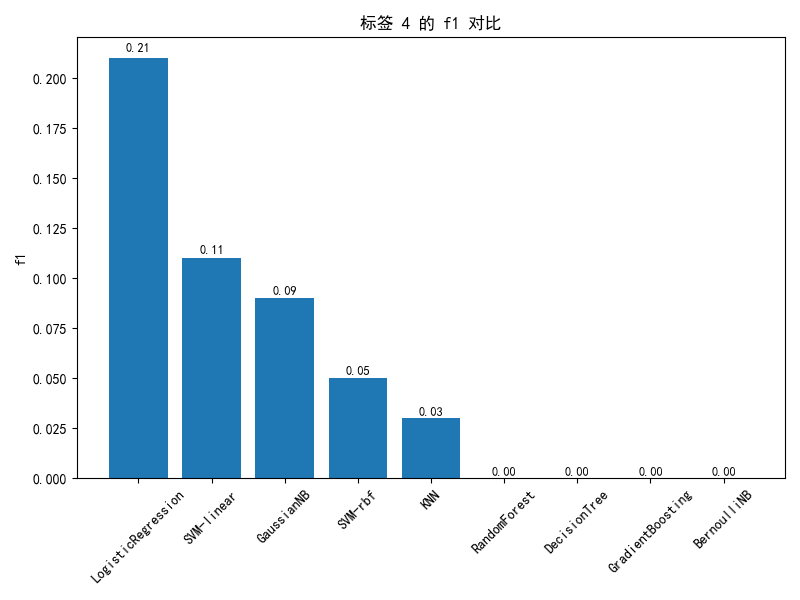 标签 4 的 f1 对比
f1
0.200
0.175
0.150
0.125
0.100
0.075
0.050
0.025
0.000
0.21
0.11
0.09
0.05
0.03
0.00
0.00
0.00
0.00
LogisticRegression
SVM-linear
GaussianNB
SVM-rbf
KNN
RandomForest
DecisionTree
GradientBoosting
BernoulliNB